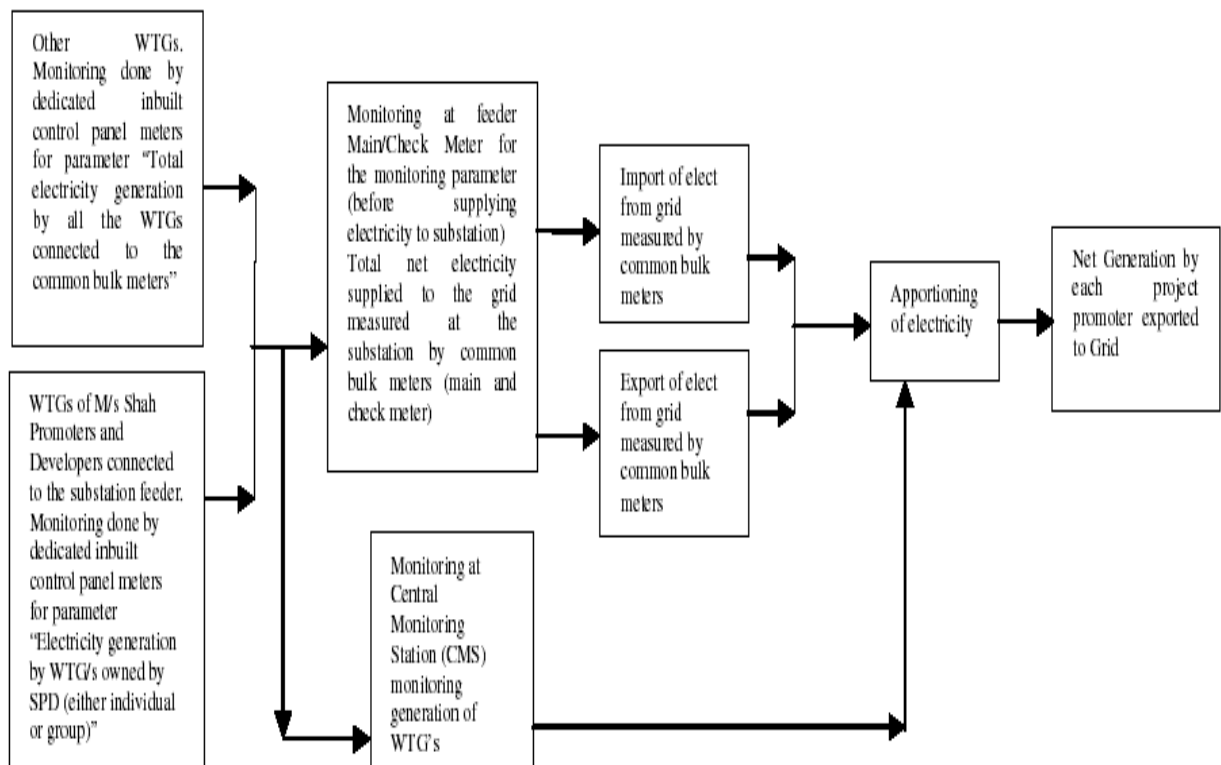 Other WTGs.
Monitoring done by
dedicated inbuilt
control panel meters
for parameter “Total
electricity generation
by all the WTGs
connected to the
common bulk meters”
WTGs of M/s Shah
Promoters and
Developers connected
to the substation feeder.
Monitoring done by
dedicated inbuilt
control panel meters
for parameter
“Electricity generation
by WTG/s owned by
SPD (either individual
or group)”
Monitoring at feeder
Main/Check Meter for
the monitoring parameter
(before supplying
electricity to substation)
Total net electricity
supplied to the grid
measured at the
substation by common
bulk meters (main and
check meter)
Monitoring at
Central
Monitoring
Station (CMS)
monitoring
generation of
WTG’s
Import of elect
from grid
measured by
common bulk
meters
Export of elect
from grid
measured by
common bulk
meters
Apportioning
of electricity
Net Generation by
each project
promoter exported
to Grid